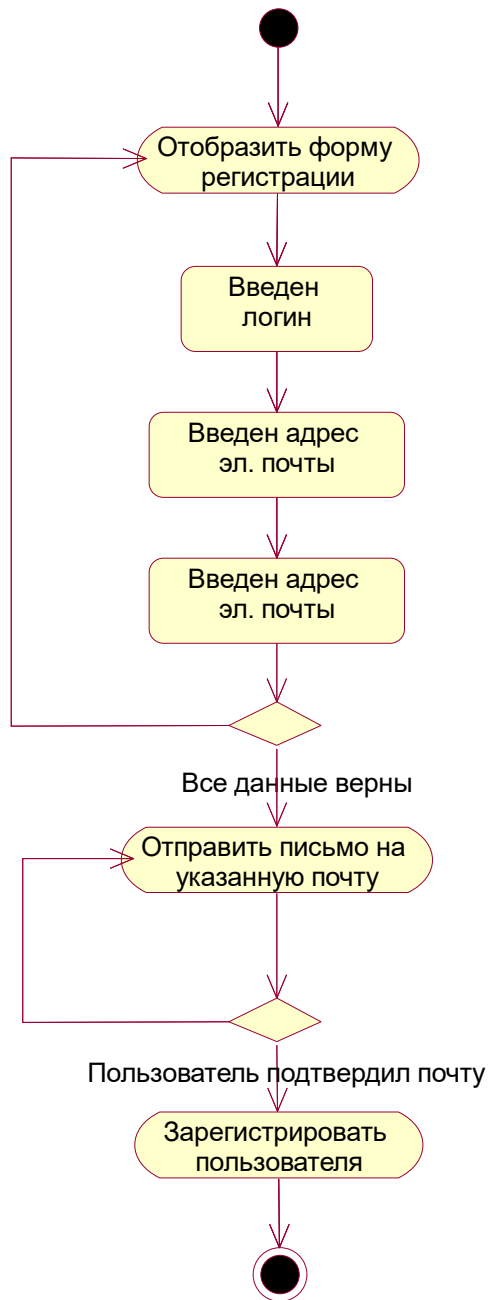 Отобразить форму
регистрации
Введен
логин
Введен адрес
эл. почты
Введен адрес
эл. почты
Все данные верны
Отправить письмо на
указанную почту
Пользователь подтвердил почту
Зарегистрировать
пользователя